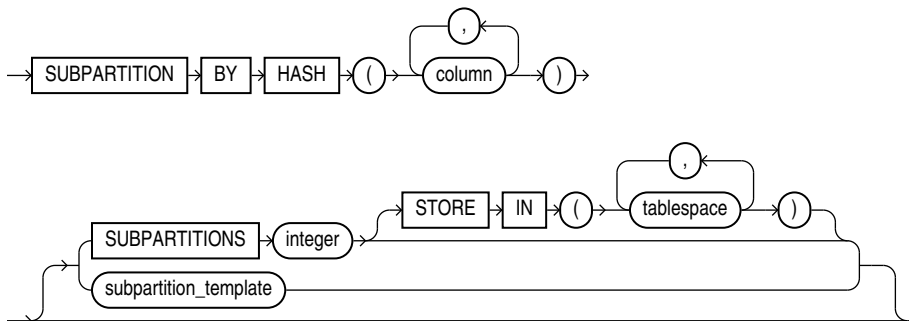 ,
SUBPARTITION BY HASH ( column )
,
STORE IN ( tablespace )
SUBPARTITIONS integer
subpartition_template